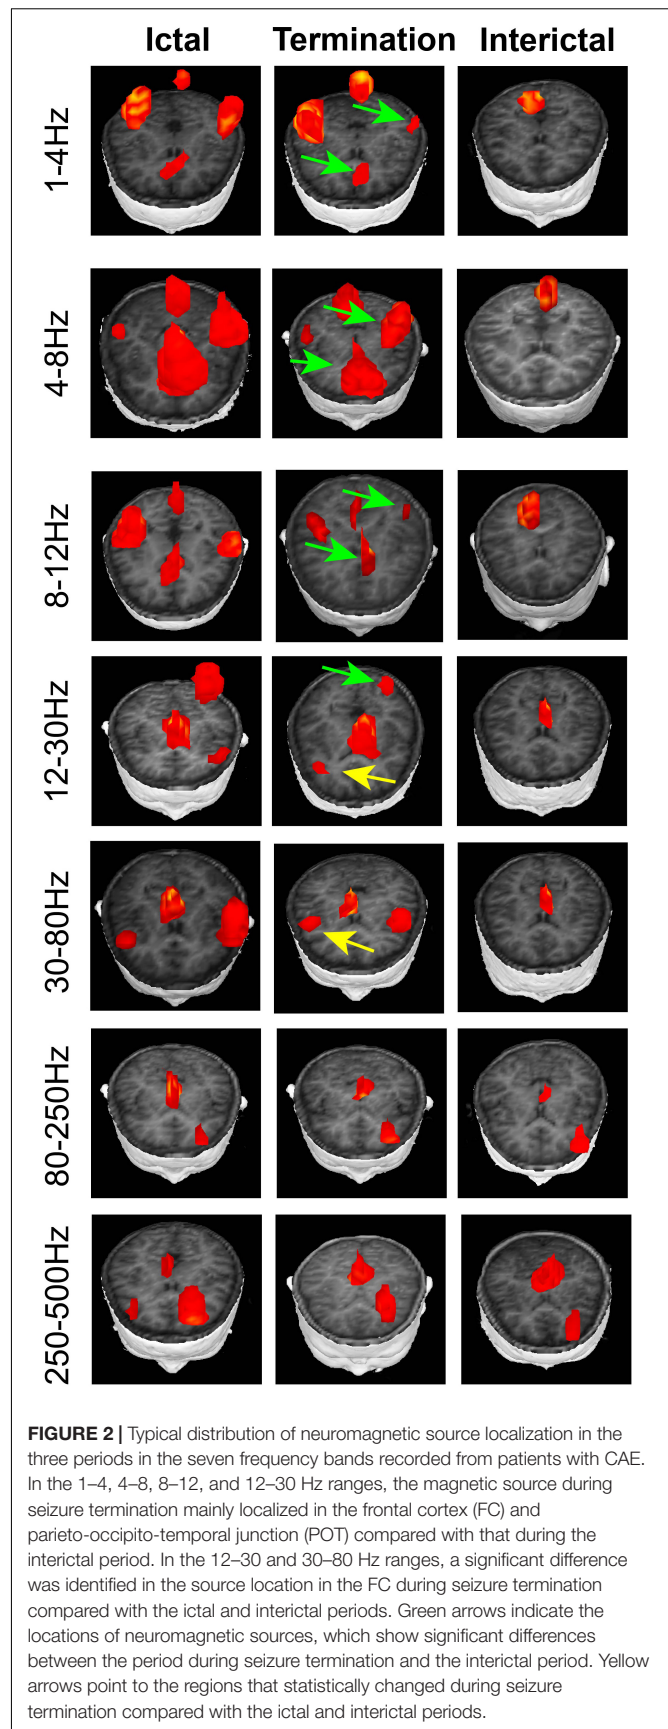 Ictal Termination Interictal
1-4Hz
4-8Hz
8-12Hz
12-30Hz
30-80Hz
80-250Hz
250-500Hz
FIGURE 2 | Typical distribution of neuromagnetic source localization in the
three periods in the seven frequency bands recorded from patients with CAE.
In the 1–4, 4–8, 8–12, and 12–30 Hz ranges, the magnetic source during
seizure termination mainly localized in the frontal cortex (FC) and
parieto-occipito-temporal junction (POT) compared with that during the
interictal period. In the 12–30 and 30–80 Hz ranges, a significant difference
was identified in the source location in the FC during seizure termination
compared with the ictal and interictal periods. Green arrows indicate the
locations of neuromagnetic sources, which show significant differences
between the period during seizure termination and the interictal period. Yellow
arrows point to the regions that statistically changed during seizure
termination compared with the ictal and interictal periods.